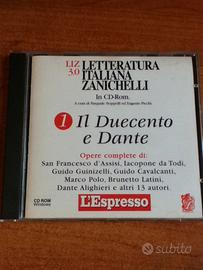 LIZ 3.0
LETTERATURA
ITALIANA
ZANICHELLI
In CD-Rom.
A cura di Pasquale Stoppelli ed Eugenio Picchi
1 Il Duecento
e Dante
Opere complete di:
San Francesco d'Assisi, Iacopone da Todi,
Guido Guinizelli, Guido Cavalcanti,
Marco Polo, Brunetto Latini,
Dante Alighieri e altri 13 autori.
CD ROM
Windows
L'Espresso
subito